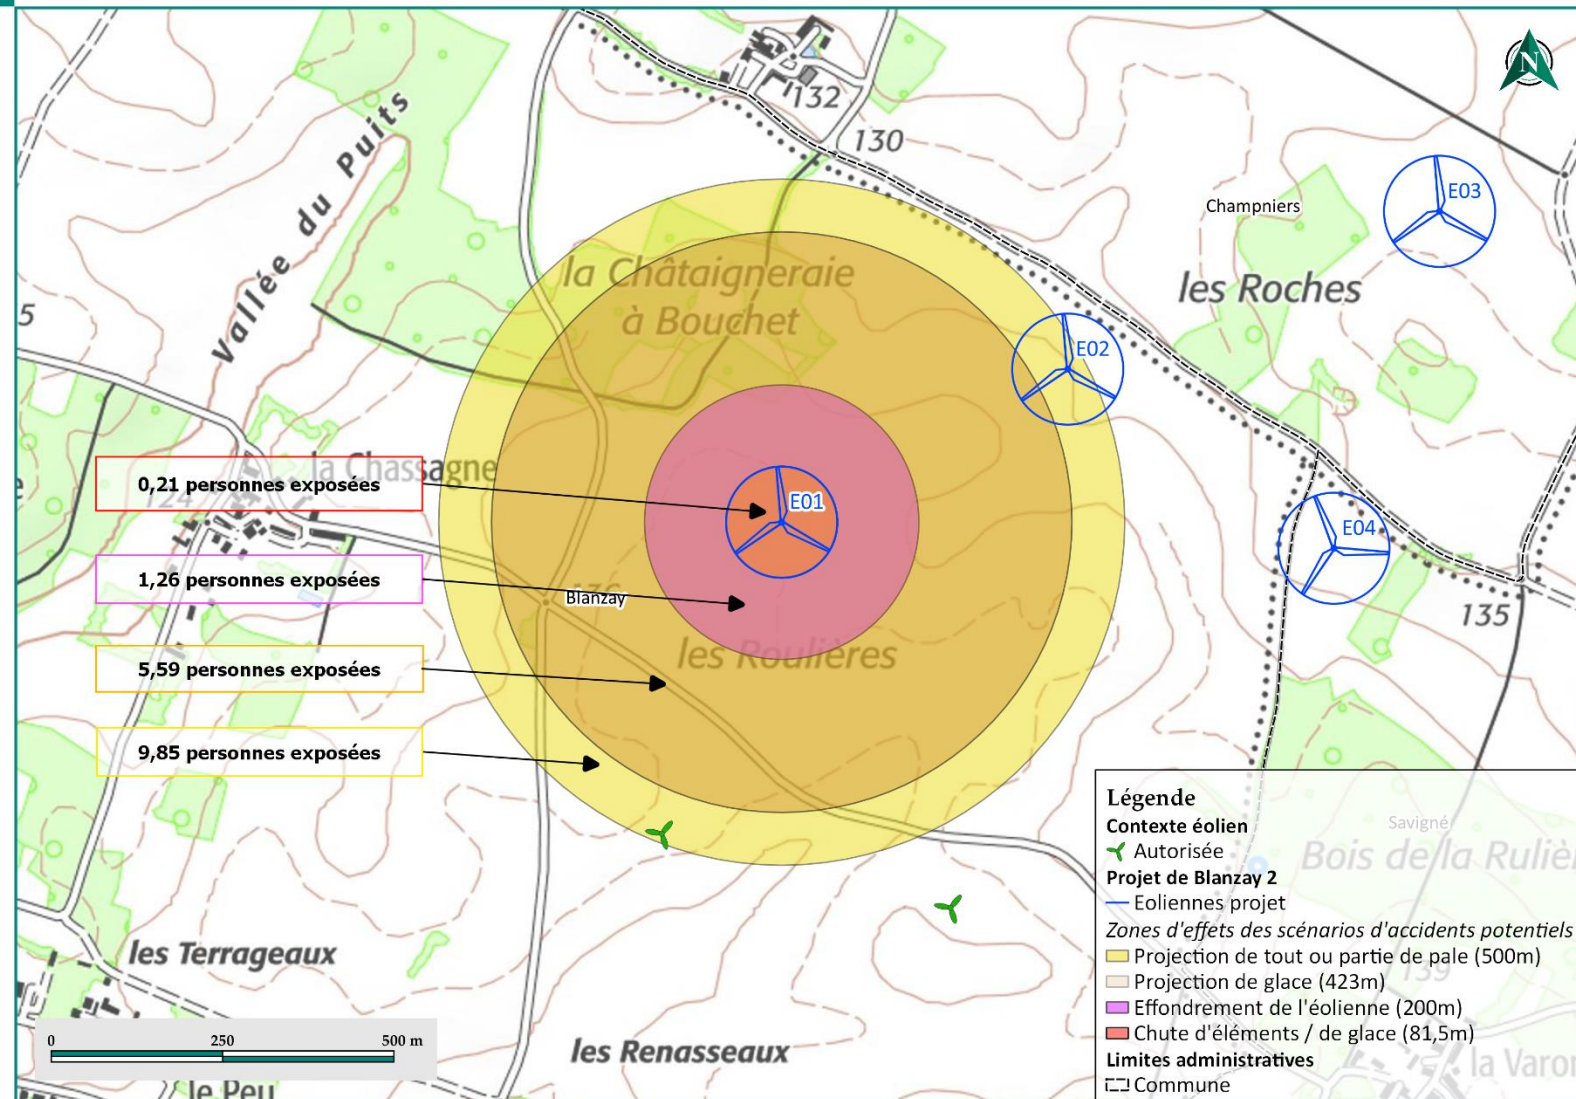 N
132
130
E03
Champniers
Vallée du Puits
la Châtaigneraie
à Bouchet
les Roches
5
E02
la Chassagne
0,21 personnes exposées
124
E01
E04
1,26 personnes exposées
Blanzay
135
les Roulières
5,59 personnes exposées
9,85 personnes exposées
Légende
Contexte éolien
Autorisée
Projet de Blanzay 2
Eoliennes projet
Zones d'effets des scénarios d'accidents potentiels
Projection de tout ou partie de pale (500m)
Projection de glace (423m)
Effondrement de l'éolienne (200m)
Chute d'éléments / de glace (81,5m)
Limites administratives
Commune
Savigné
Bois de la Ruliè
139
la Varon
les Terrageaux
0 250 500 m
les Renasseaux
le Peu